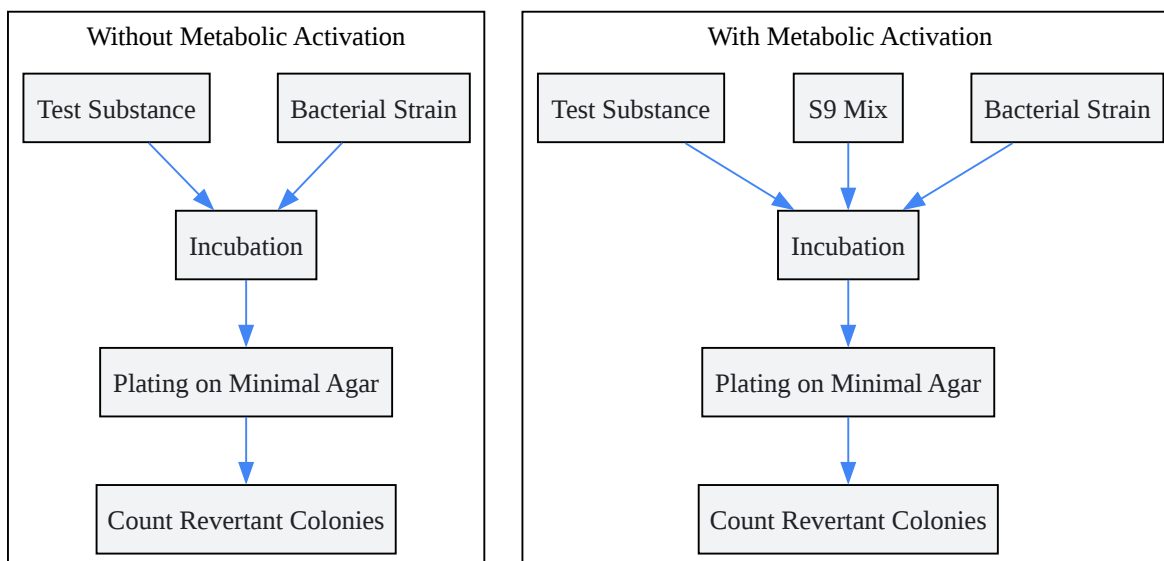 Without Metabolic Activation
Test Substance
Bacterial Strain
Incubation
Plating on Minimal Agar
Count Revertant Colonies
With Metabolic Activation
Test Substance
S9 Mix
Bacterial Strain
Incubation
Plating on Minimal Agar
Count Revertant Colonies